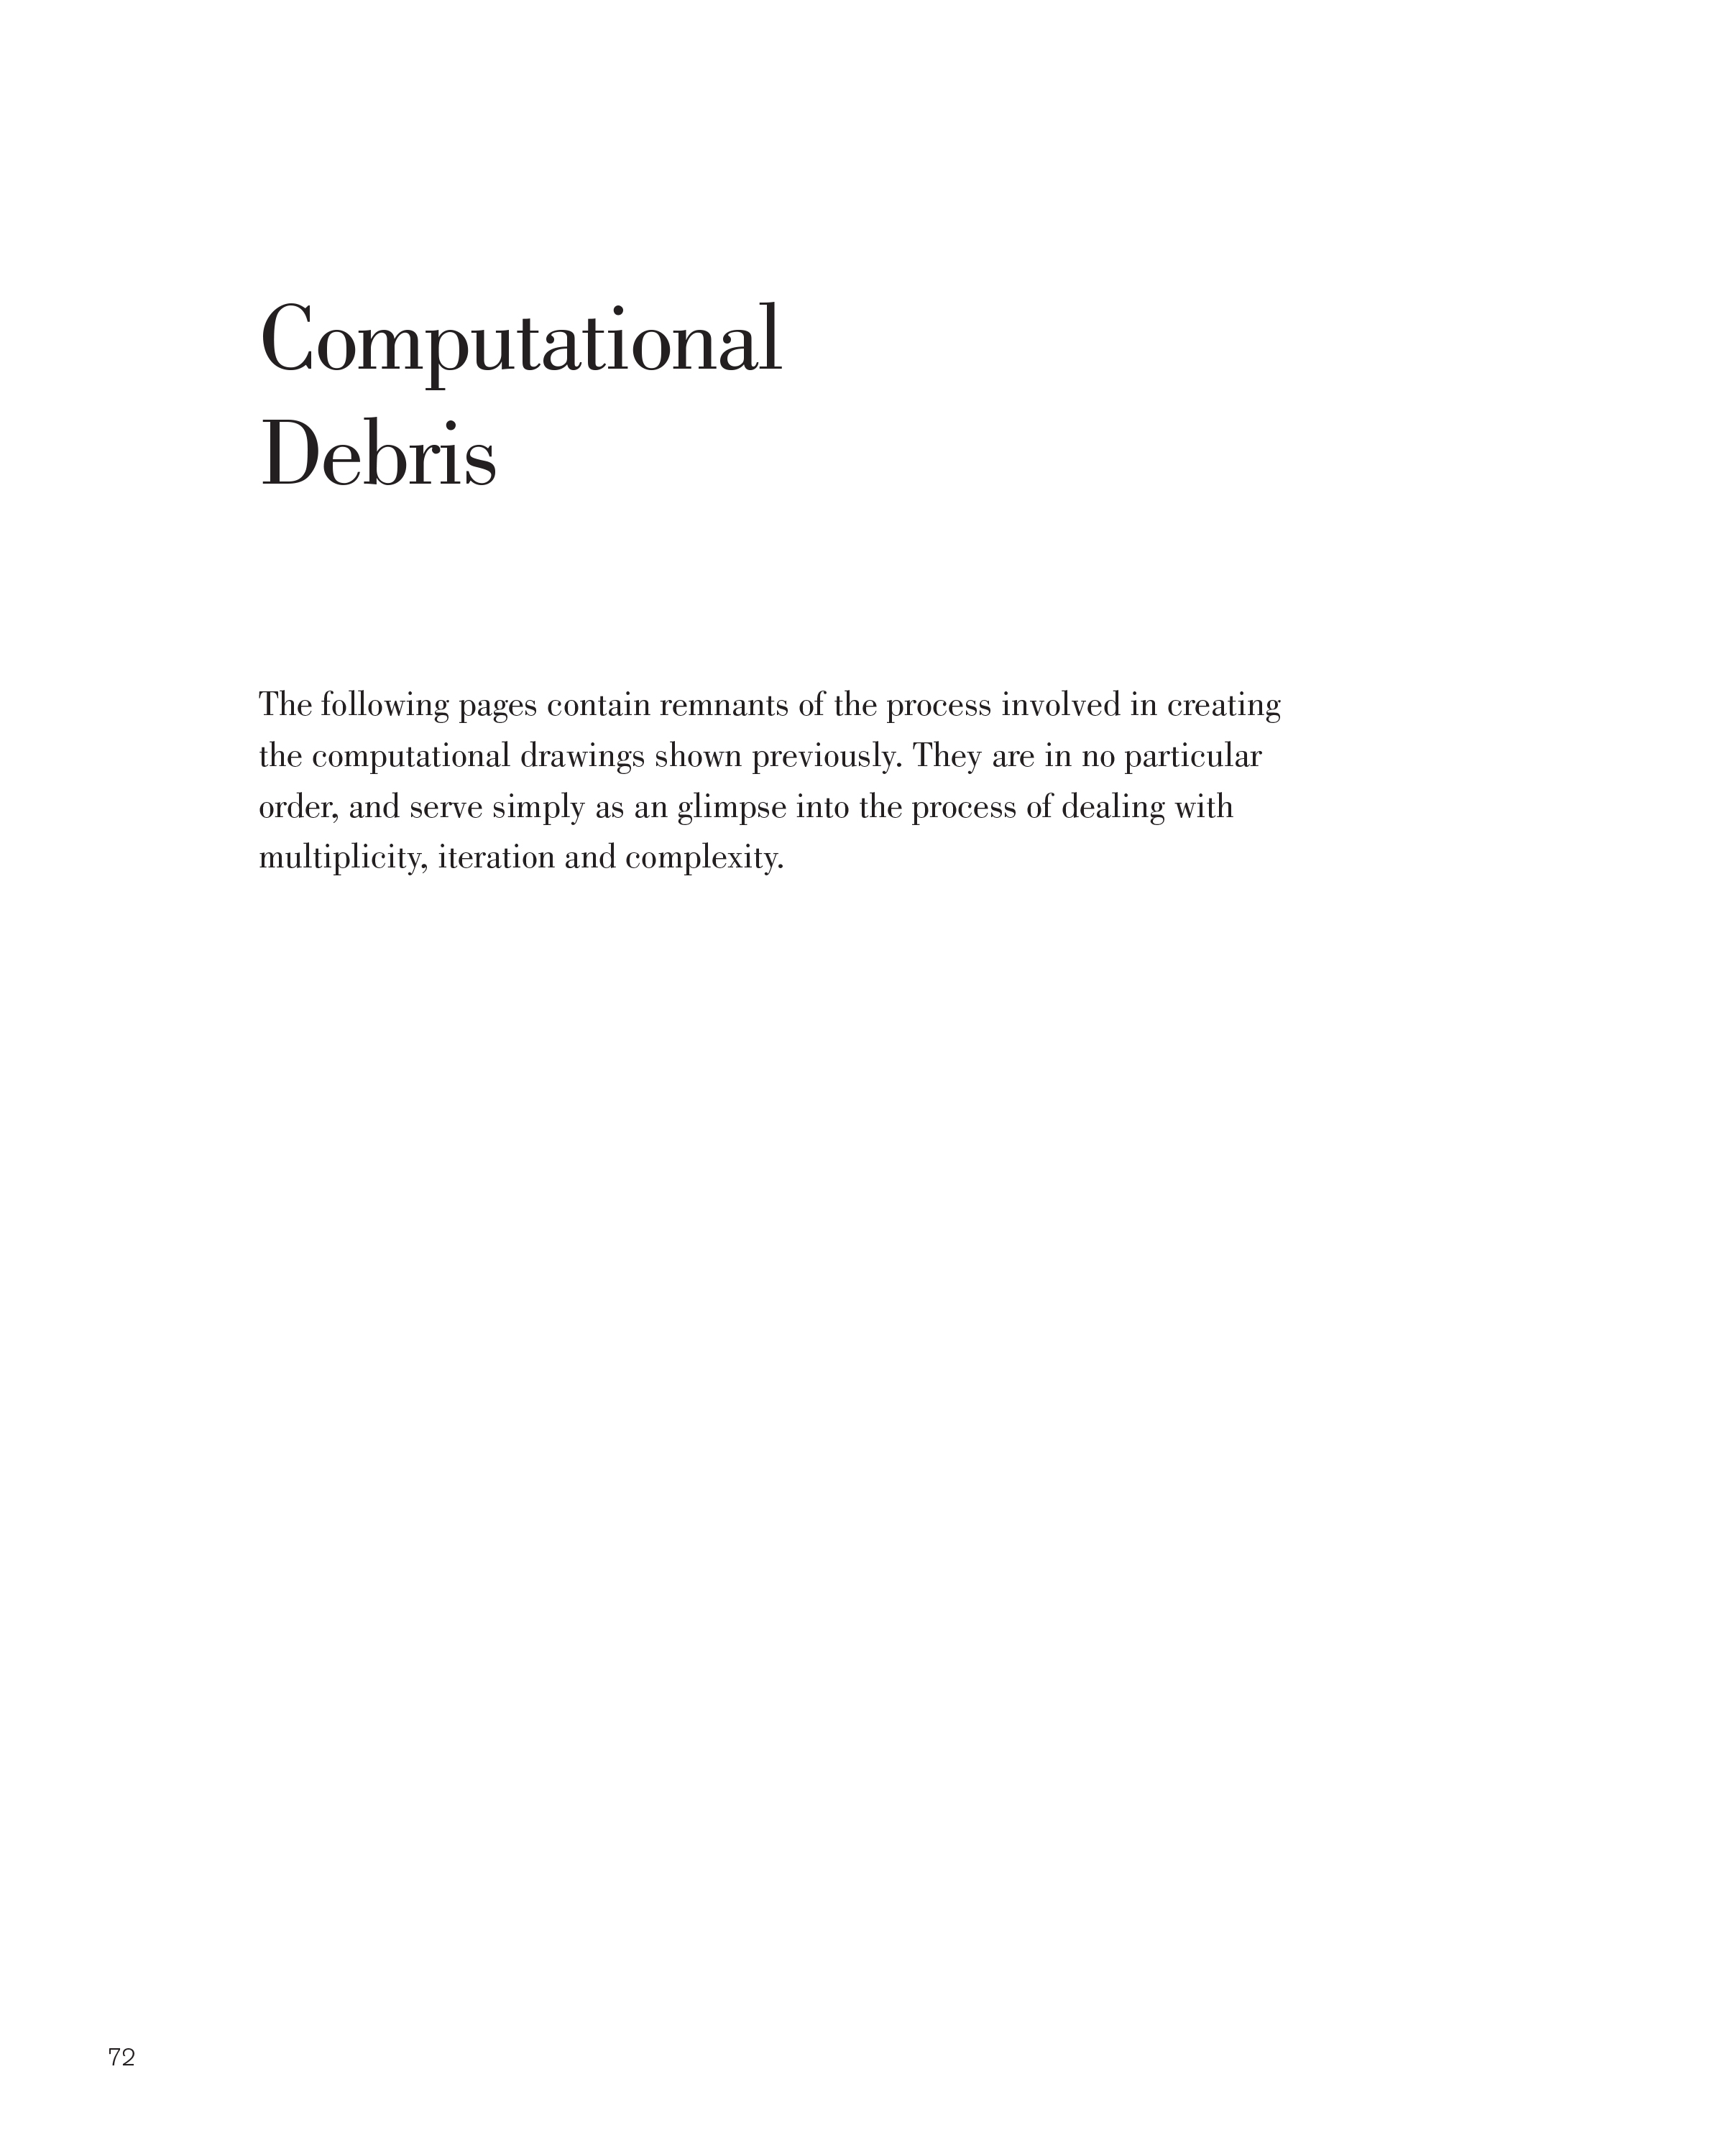 Computational
Debris
The following pages contain remnants of the process involved in creating
the computational drawings shown previously. They are in no particular
order, and serve simply as an glimpse into the process of dealing with
multiplicity, iteration and complexity.
72